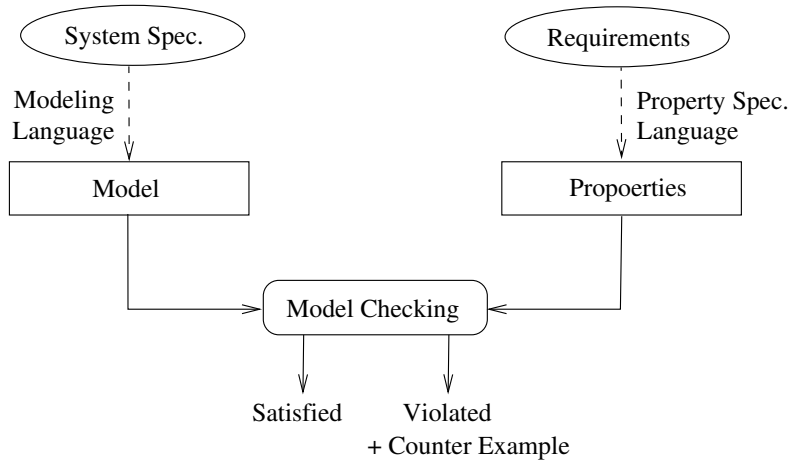 System Spec.
Requirements
Modeling
Language
Property Spec.
Language
Model
Propoerties
Model Checking
Satisfied
Violated
+ Counter Example